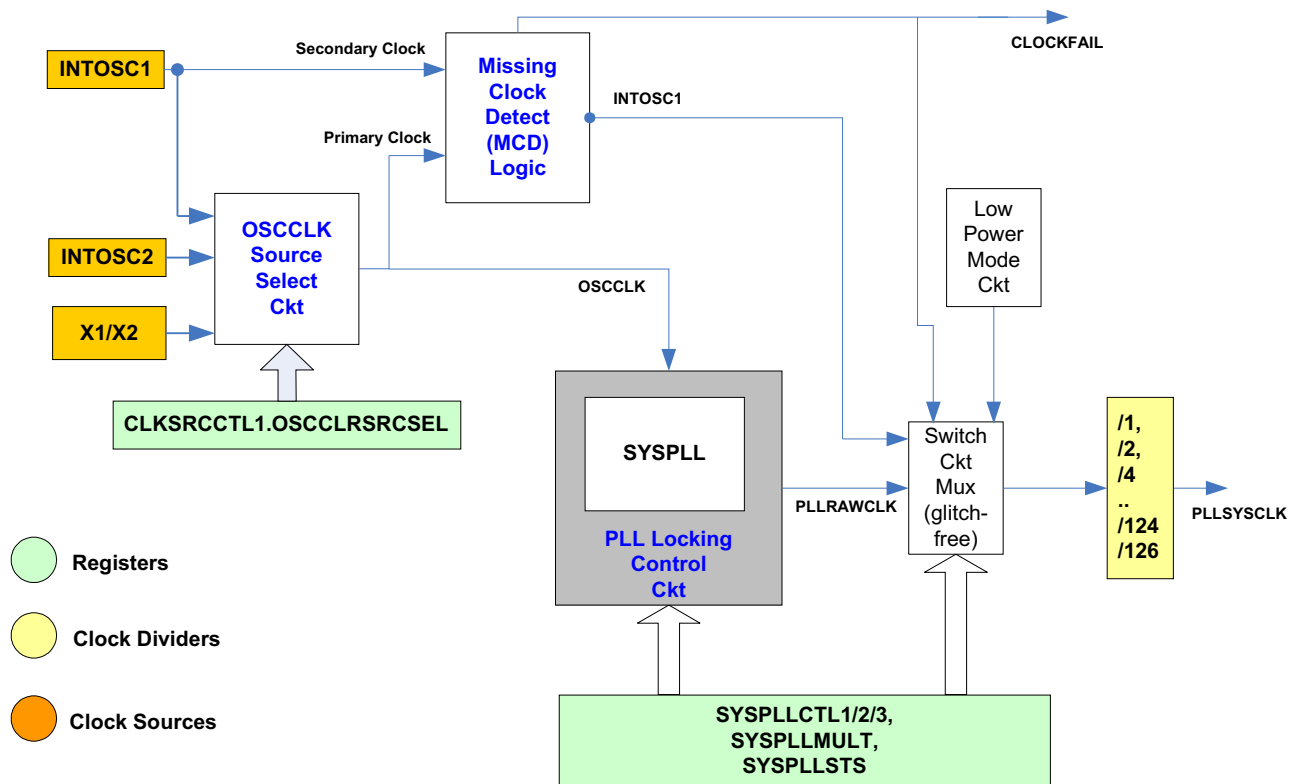 CLOCKFAIL
Secondary Clock
INTOSC1
Missing
Clock
Detect
(MCD)
Logic
INTOSC1
Primary Clock
OSCCLK
Source
Select
Ckt
INTOSC2
X1/X2
OSCCLK
Low
Power
Mode
Ckt
CLKSRCCTL1.OSCCLRSRCSEL
SYSPLL
PLL Locking
Control
Ckt
PLLRAWCLK
Switch
Ckt
Mux
(glitch-
free)
/1,
/2,
/4
..
/124
/126
PLLSYSCLK
Registers
Clock Dividers
Clock Sources
SYSPLLCTL1/2/3,
SYSPLLMULT,
SYSPLLSTS